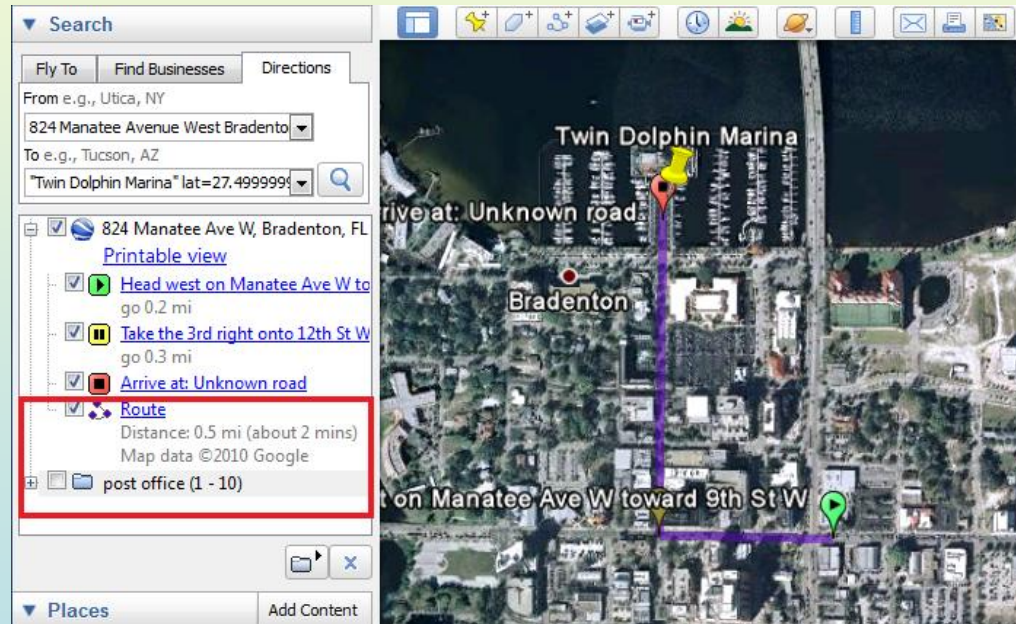 Search
Fly To
Find Businesses
Directions
From e.g., Utica, NY
824 Manatee Avenue West Bradento
To e.g., Tucson, AZ
"Twin Dolphin Marina" lat=27.4999999
824 Manatee Ave W, Bradenton, FL
Printable view
Head west on Manatee Ave W to
go 0.2 mi
Take the 3rd right onto 12th St W
go 0.3 mi
Arrive at: Unknown road
Route
Distance: 0.5 mi (about 2 mins)
Map data ©2010 Google
post office (1 - 10)
Places
Add Content
Twin Dolphin Marina
rrive at: Unknown road
Bradenton
t on Manatee Ave W toward 9th St W